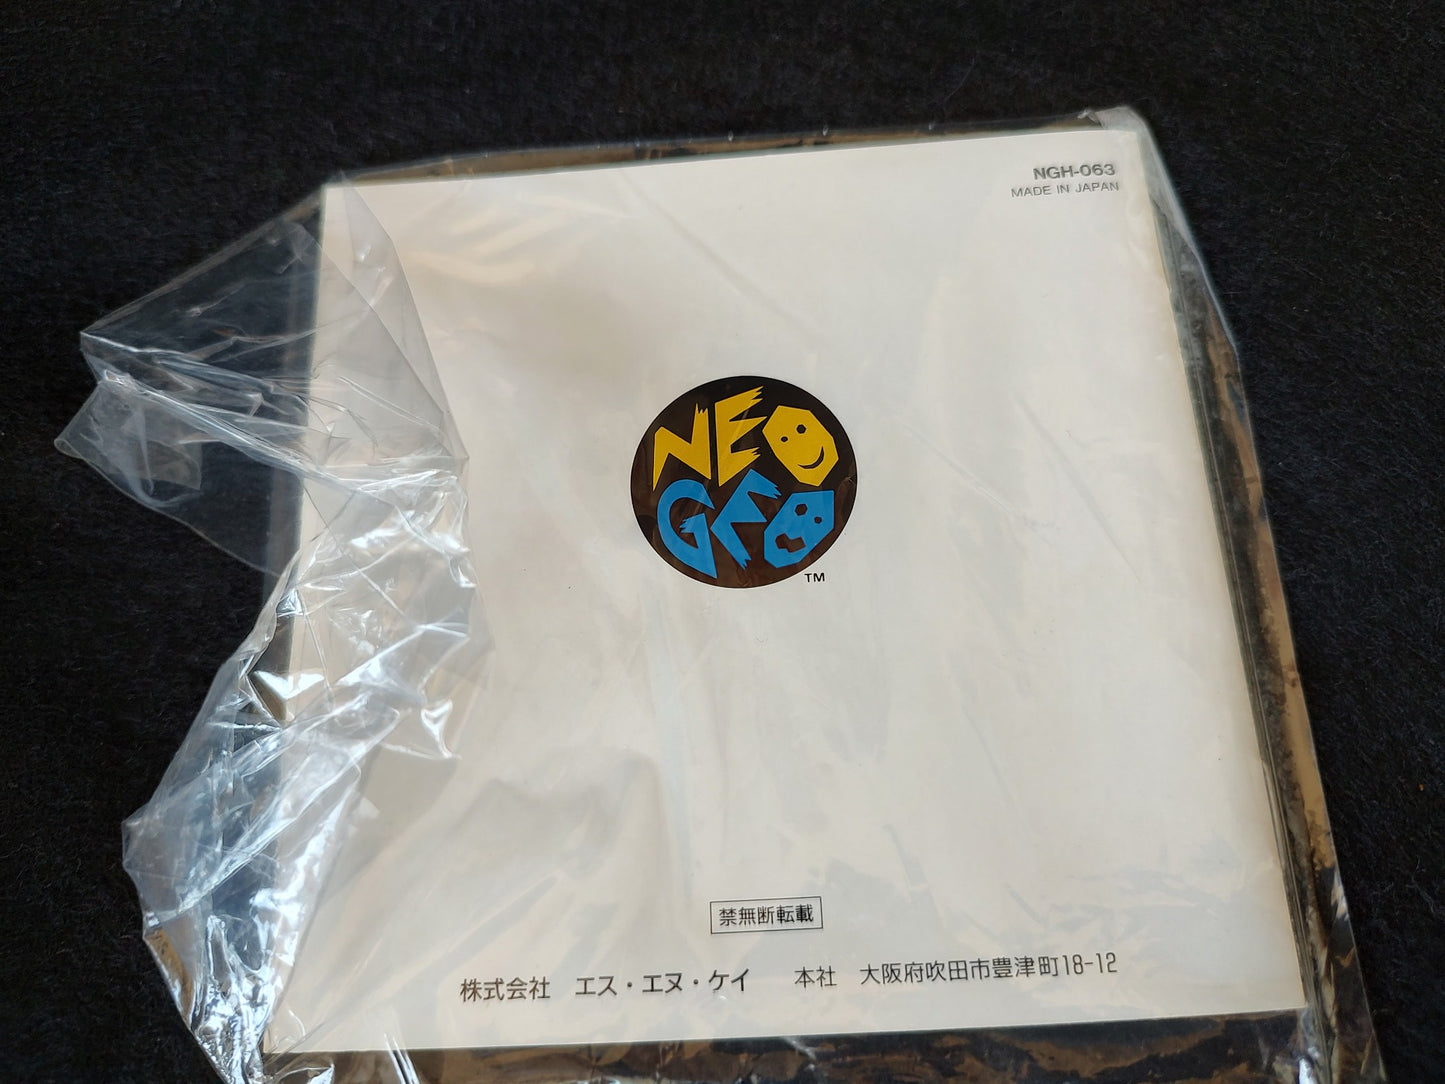 NGH-063
MADE IN JAPAN
NEO
GEO
TM
禁無断転載
株式会社 エス・エヌ・ケイ 本社 大阪府吹田市豊津町18-12